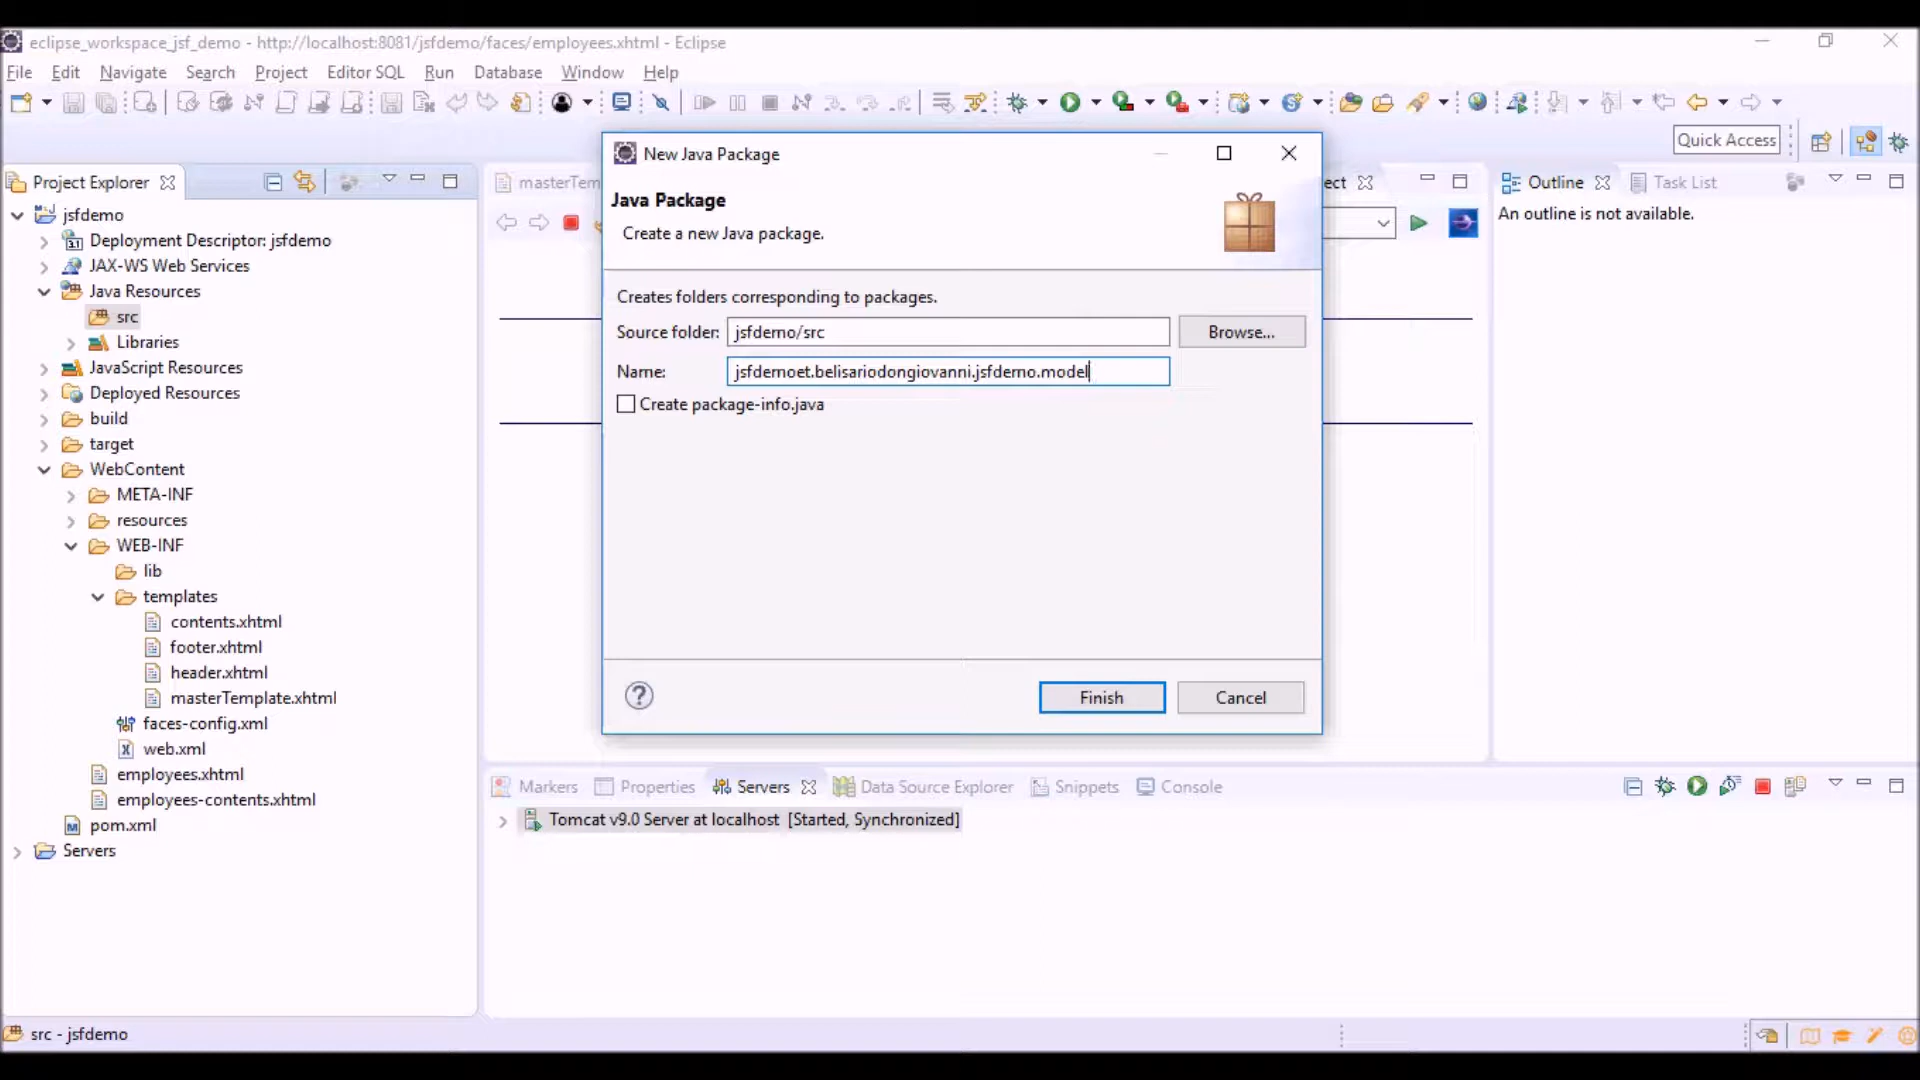 eclipse_workspace_jsf_demo - http://localhost:8081/jsfdemo/faces/employees.xhtml - Eclipse
File Edit Navigate Search Project Editor SQL Run Database Window Help
Quick Access
Project Explorer
jsfdemo
Deployment Descriptor: jsfdemo
JAX-WS Web Services
Java Resources
src
Libraries
JavaScript Resources
Deployed Resources
build
target
WebContent
META-INF
resources
WEB-INF
lib
templates
contents.xhtml
footer.xhtml
header.xhtml
masterTemplate.xhtml
faces-config.xml
web.xml
employees.xhtml
employees-contents.xhtml
pom.xml
Servers
masterTem
ect
New Java Package
Java Package
Create a new Java package.
Creates folders corresponding to packages.
Source folder: jsfdemo/src Browse...
Name: jsfdemoet.belisariodongiovanni.jsfdemo.model
Create package-info.java
Finish Cancel
Outline Task List
An outline is not available.
Markers Properties Servers Data Source Explorer Snippets Console
Tomcat v9.0 Server at localhost [Started, Synchronized]
src - jsfdemo